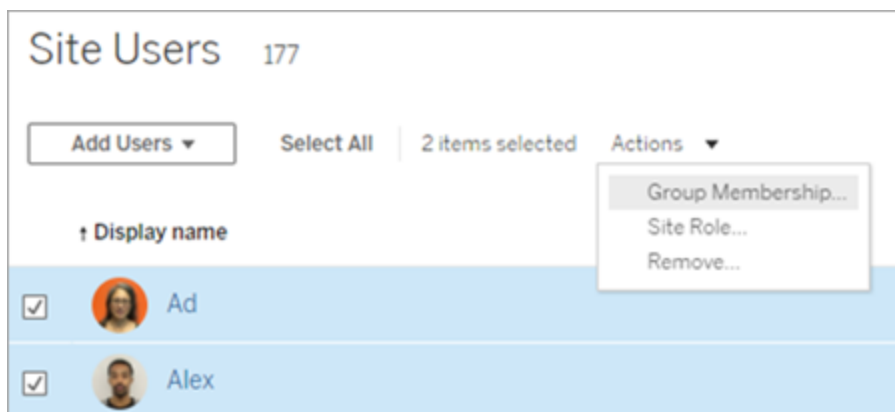 Site Users 177
Add Users ▾ Select All 2 items selected Actions ▾
Group Membership...
Site Role...
Remove...
↑ Display name
Ad
Alex